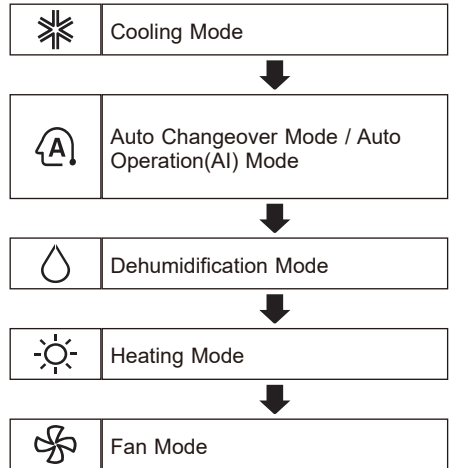 Cooling Mode
A
Auto Changeover Mode / Auto
Operation(AI) Mode
Dehumidification Mode
Heating Mode
Fan Mode